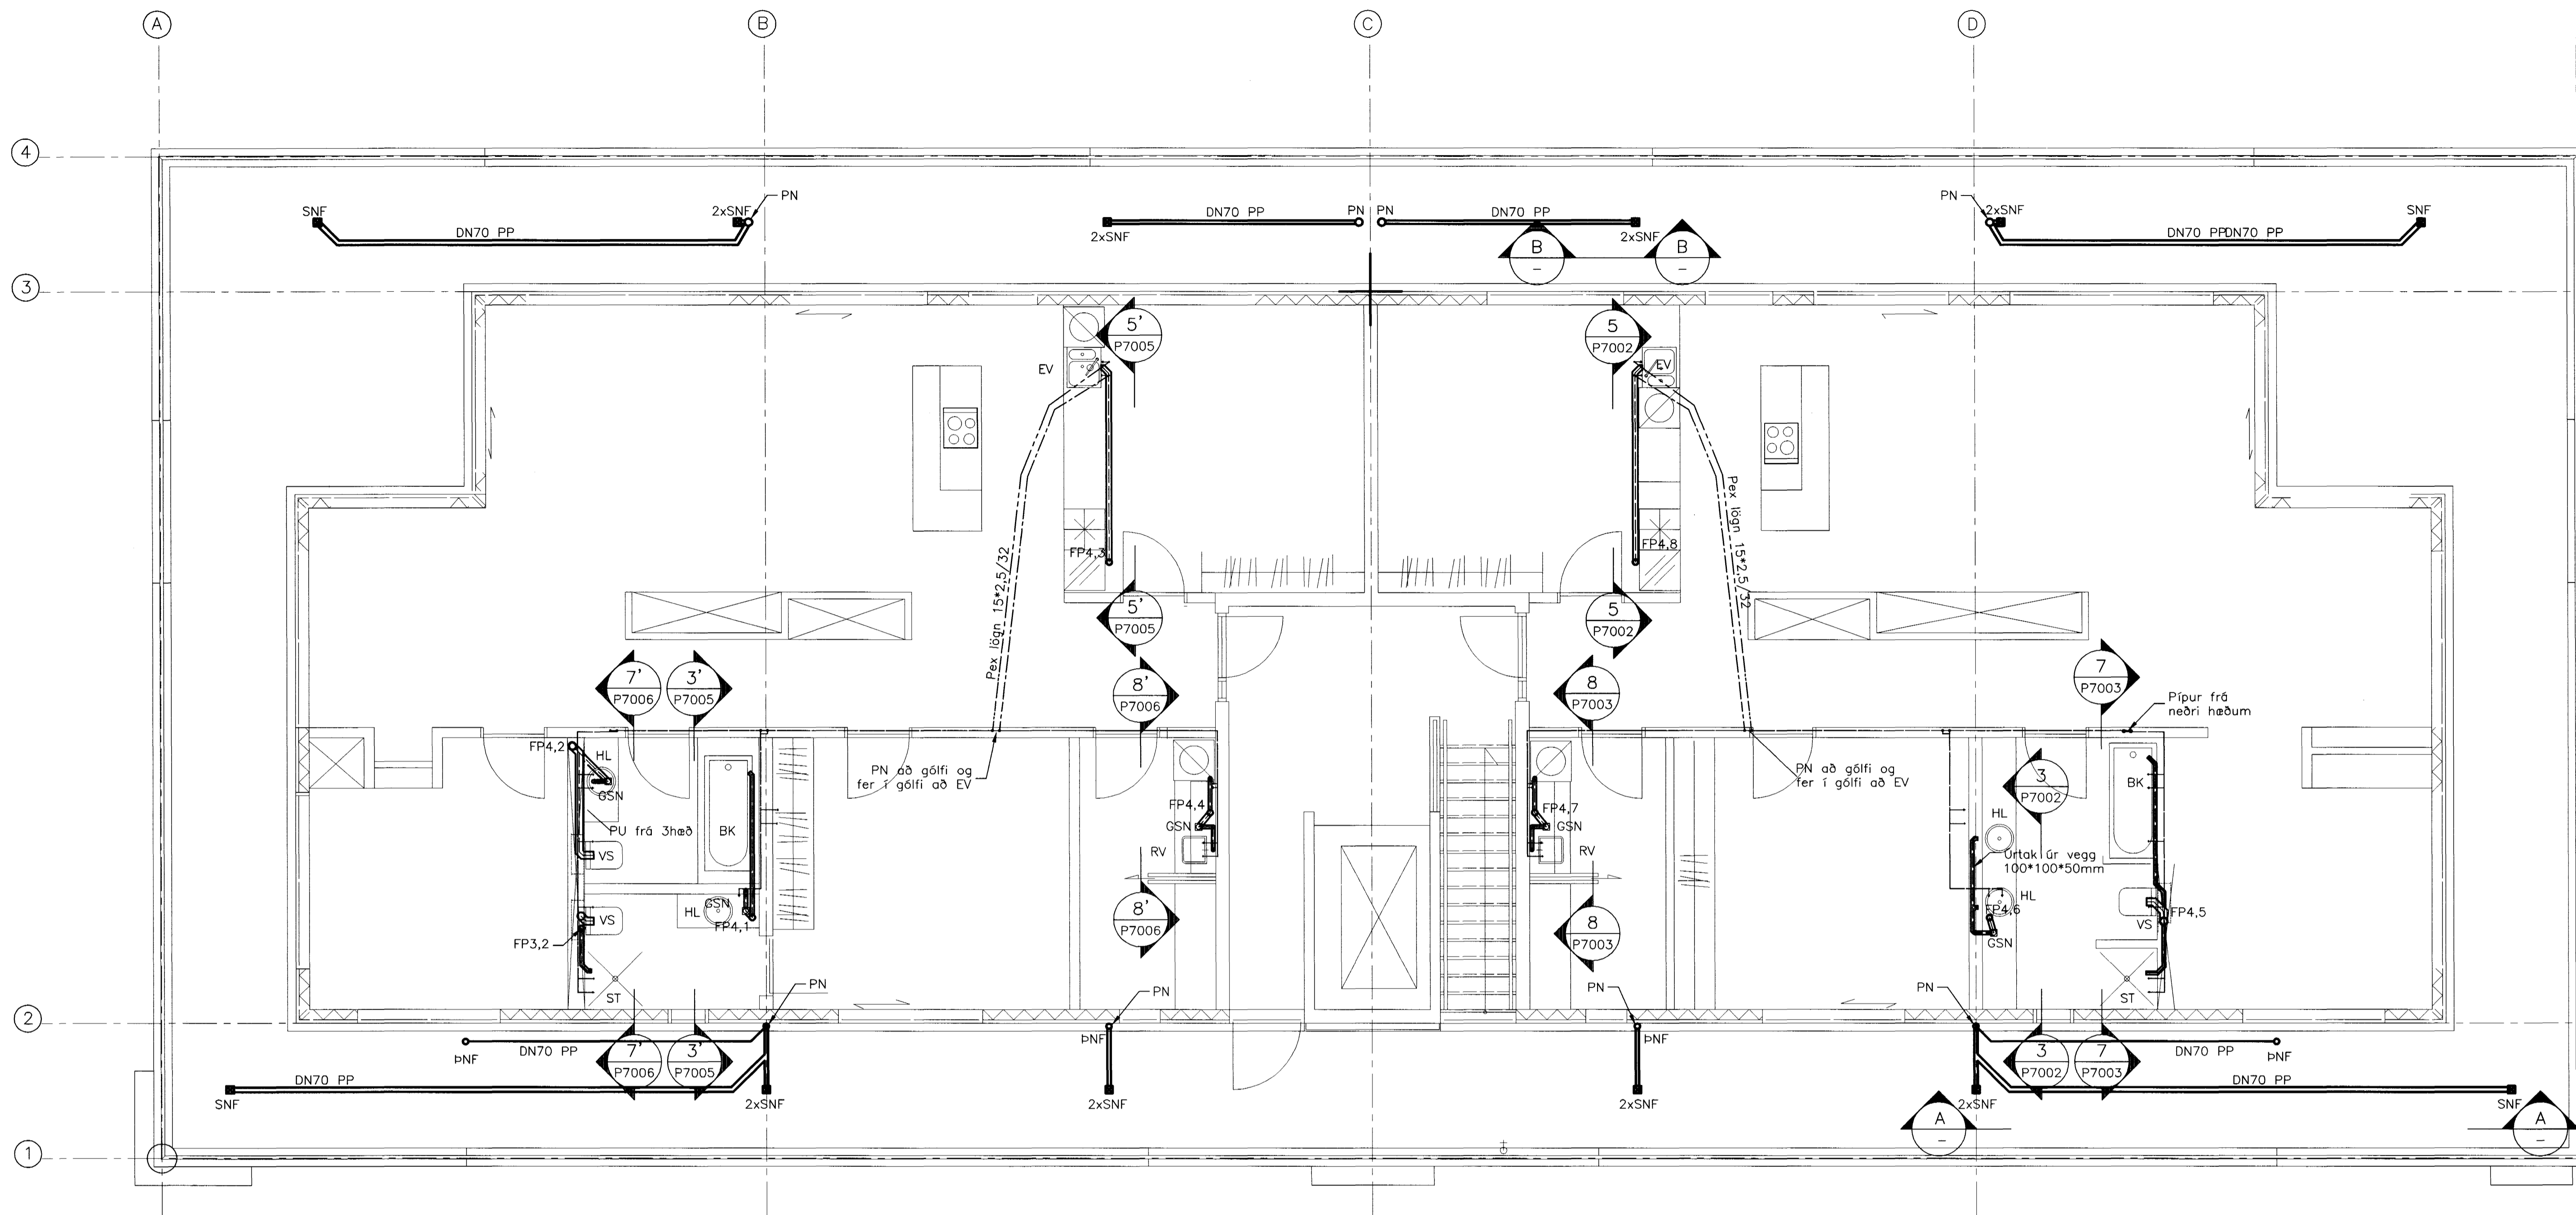 A
B
C
D
4
SNF
DN70 PP
2xSNF
PN
2xSNF
DN70 PP
PN
PN
DN70 PP
2xSNF
PN
2xSNF
DN70 PP
DN70 PP
SNF
B
–
B
–
3
5'
P7005
5
P7002
EV
EV
FP4,3
FP4,8
Pex lögn 15*2,5/32
Pex lögn 15*2,5/32
5'
P7005
5
P7002
7'
P7006
3'
P7005
8'
P7006
8
P7003
7
P7003
Pípur frá
neðri hæðum
FP4,2
HL
GSN
PU frá 3hæð
VS
BK
PN að gólfi og
fer í gólfi að EV
FP4,4
GSN
RV
FP4,7
GSN
RV
PN að gólfi og
fer í gólfi að EV
3
P7002
BK
HL
Úrtak úr vegg
100*100*50mm
VS
HL
GSN
FP4,1
FP3,2
ST
8'
P7006
8
P7003
HL
FP4,6
GSN
VS
FP4,5
ST
2
PN
PN
PN
PN
ÞNF
DN70 PP
7'
P7006
3'
P7005
ÞNF
ÞNF
3
P7002
7
P7003
DN70 PP
ÞNF
SNF
DN70 PP
2xSNF
2xSNF
2xSNF
2xSNF
DN70 PP
SNF
A
–
A
–
1